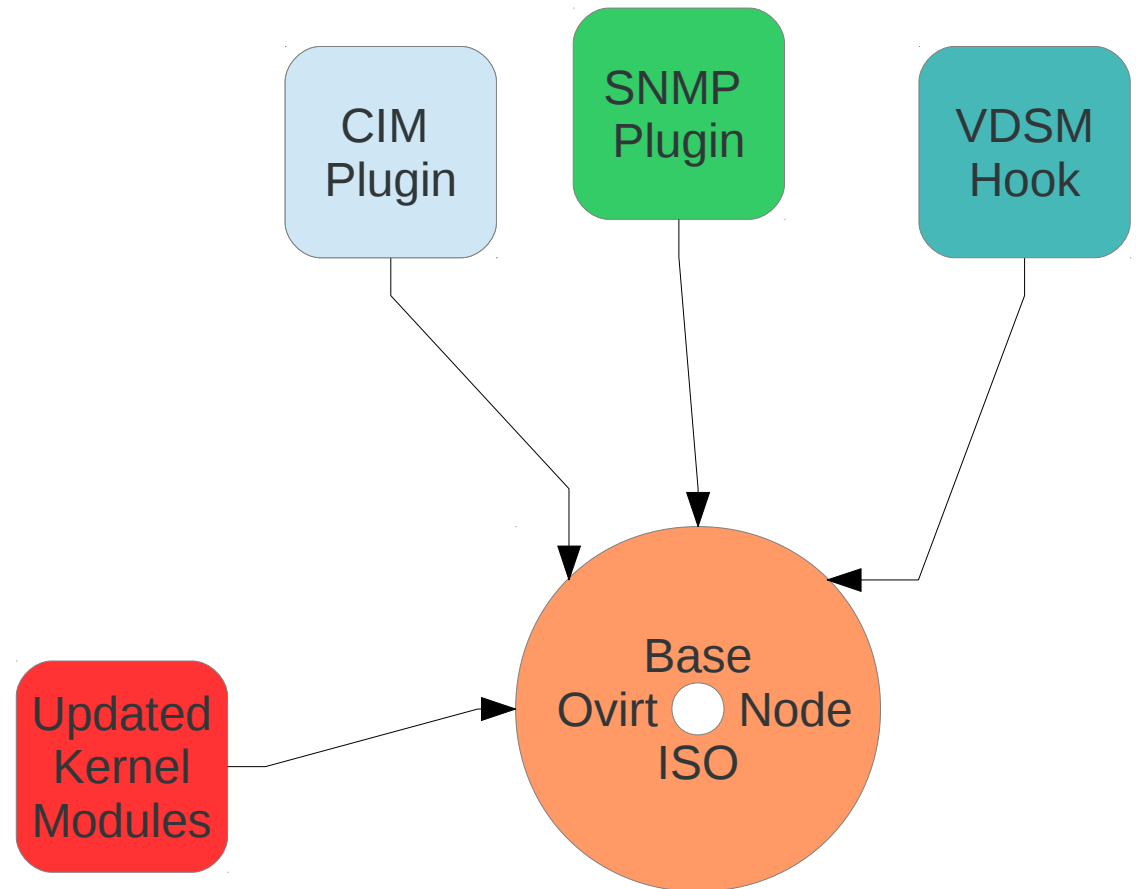 CIM
Plugin
SNMP
Plugin
VDSM
Hook
Base
Ovirt Node
ISO
Updated
Kernel
Modules